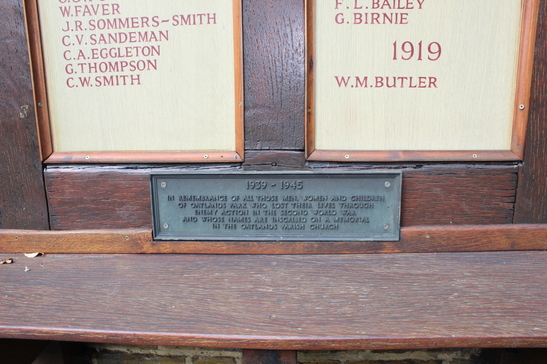 W.FAVER
J.R.SOMMERS-SMITH
C.V.SANDEMAN
C.A.EGGLETON
G.THOMPSON
C.W.SMITH
F.L.BAILEY
G.BIRNIE
1919
W.M.BUTLER
1939 - 1945
IN REMEMBRANCE OF ALL THOSE MEN, WOMEN AND CHILDREN
OF OATLANDS PARK WHO LOST THEIR LIVES THROUGH
ENEMY ACTION IN THE SECOND WORLD WAR
AND WHOSE NAMES ARE INSCRIBED ON A MEMORIAL
IN THE OATLANDS PARISH CHURCH